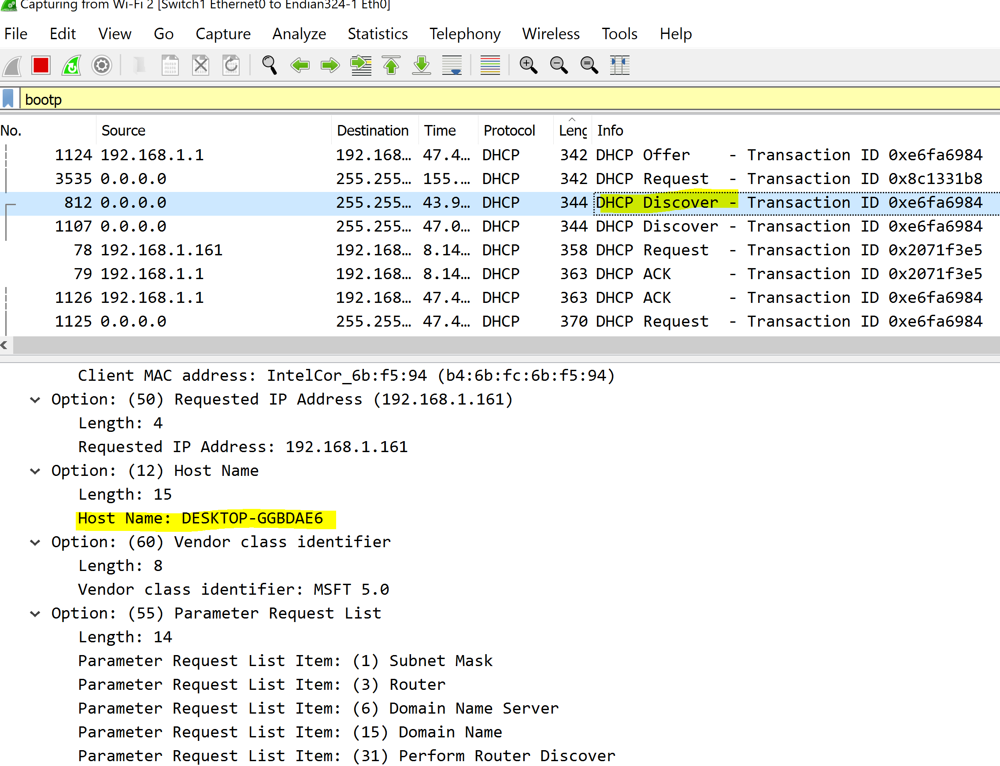 Capturing from Wi-Fi 2 [Switch1 Ethernet0 to Endian324-1 Eth0]
File Edit View Go Capture Analyze Statistics Telephony Wireless Tools Help
bootp
No. Source Destination Time Protocol Leng Info
1124 192.168.1.1 192.168… 47.4… DHCP 342 DHCP Offer - Transaction ID 0xe6fa6984
3535 0.0.0.0 255.255… 155.… DHCP 342 DHCP Request - Transaction ID 0x8c1331b8
812 0.0.0.0 255.255… 43.9… DHCP 344 DHCP Discover - Transaction ID 0xe6fa6984
1107 0.0.0.0 255.255… 47.0… DHCP 344 DHCP Discover - Transaction ID 0xe6fa6984
78 192.168.1.161 192.168… 8.14… DHCP 358 DHCP Request - Transaction ID 0x2071f3e5
79 192.168.1.1 192.168… 8.14… DHCP 363 DHCP ACK - Transaction ID 0x2071f3e5
1126 192.168.1.1 192.168… 47.4… DHCP 363 DHCP ACK - Transaction ID 0xe6fa6984
1125 0.0.0.0 255.255… 47.4… DHCP 370 DHCP Request - Transaction ID 0xe6fa6984
Client MAC address: IntelCor_6b:f5:94 (b4:6b:fc:6b:f5:94)
Option: (50) Requested IP Address (192.168.1.161)
Length: 4
Requested IP Address: 192.168.1.161
Option: (12) Host Name
Length: 15
Host Name: DESKTOP-GGBDAE6
Option: (60) Vendor class identifier
Length: 8
Vendor class identifier: MSFT 5.0
Option: (55) Parameter Request List
Length: 14
Parameter Request List Item: (1) Subnet Mask
Parameter Request List Item: (3) Router
Parameter Request List Item: (6) Domain Name Server
Parameter Request List Item: (15) Domain Name
Parameter Request List Item: (31) Perform Router Discover